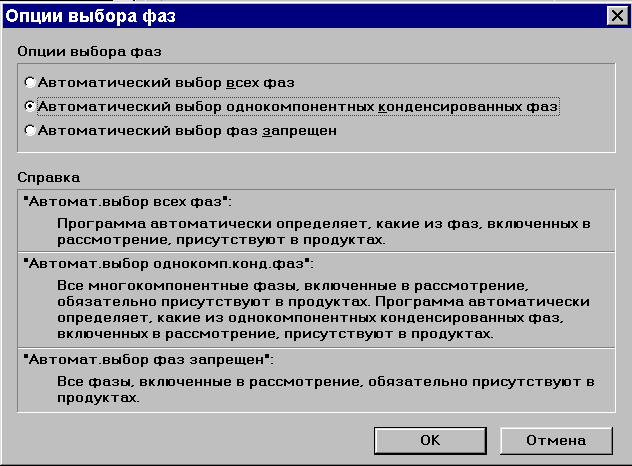 Опции выбора фаз
Опции выбора фаз
Автоматический выбор всех фаз
Автоматический выбор однокомпонентных конденсированных фаз
Автоматический выбор фаз запрещен
Справка
"Автомат.выбор всех фаз":
Программа автоматически определяет, какие из фаз, включенных в
рассмотрение, присутствуют в продуктах.
"Автомат.выбор однокомп.конд.фаз":
Все многокомпонентные фазы, включенные в рассмотрение,
обязательно присутствуют в продуктах. Программа автоматически
определяет, какие из однокомпонентных конденсированных фаз,
включенных в рассмотрение, присутствуют в продуктах.
"Автомат.выбор фаз запрещен":
Все фазы, включенные в рассмотрение, обязательно присутствуют в
продуктах.
OK
Отмена